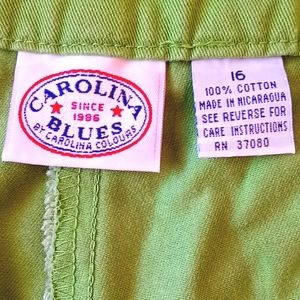 CAROLINA
SINCE
1986
BLUES
BY CAROLINA COLOURS
16
100% COTTON
MADE IN NICARAGUA
SEE REVERSE FOR
CARE INSTRUCTIONS
RN 37080